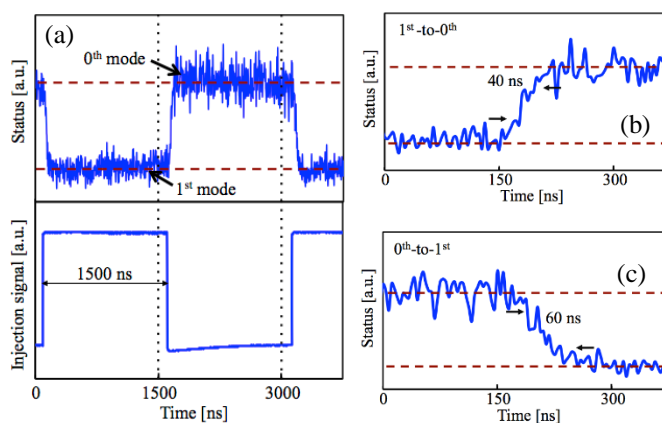 (a)
0th mode
1st mode
Status [a.u.]
1500 ns
Injection signal [a.u.]
0 1500 3000
Time [ns]
1st-to-0th
40 ns
(b)
Status [a.u.]
0 150 300
Time [ns]
0th-to-1st
(c)
60 ns
Status [a.u.]
0 150 300
Time [ns]